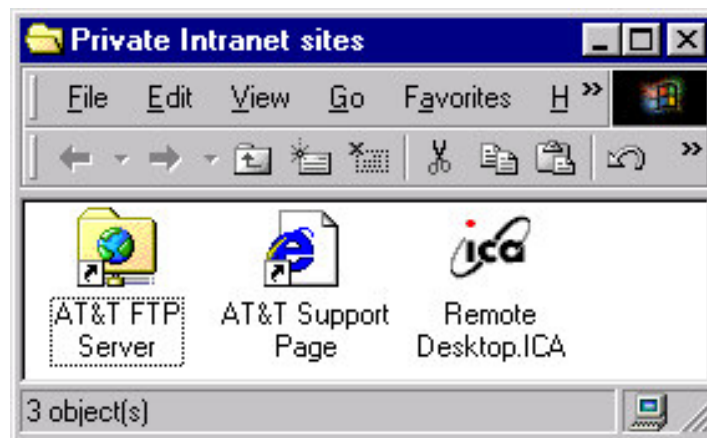 Private Intranet sites
File Edit View Go Favorites H »
»
ica
AT&T FTP
Server
AT&T Support
Page
Remote
Desktop.ICA
3 object(s)